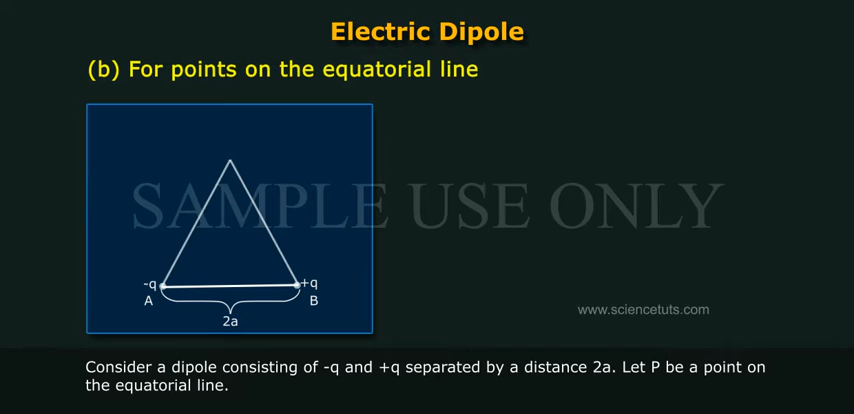 Electric Dipole
(b) For points on the equatorial line
SAMPLE USE ONLY
-q +q
A B
2a
www.sciencetuts.com
Consider a dipole consisting of -q and +q separated by a distance 2a. Let P be a point on
the equatorial line.